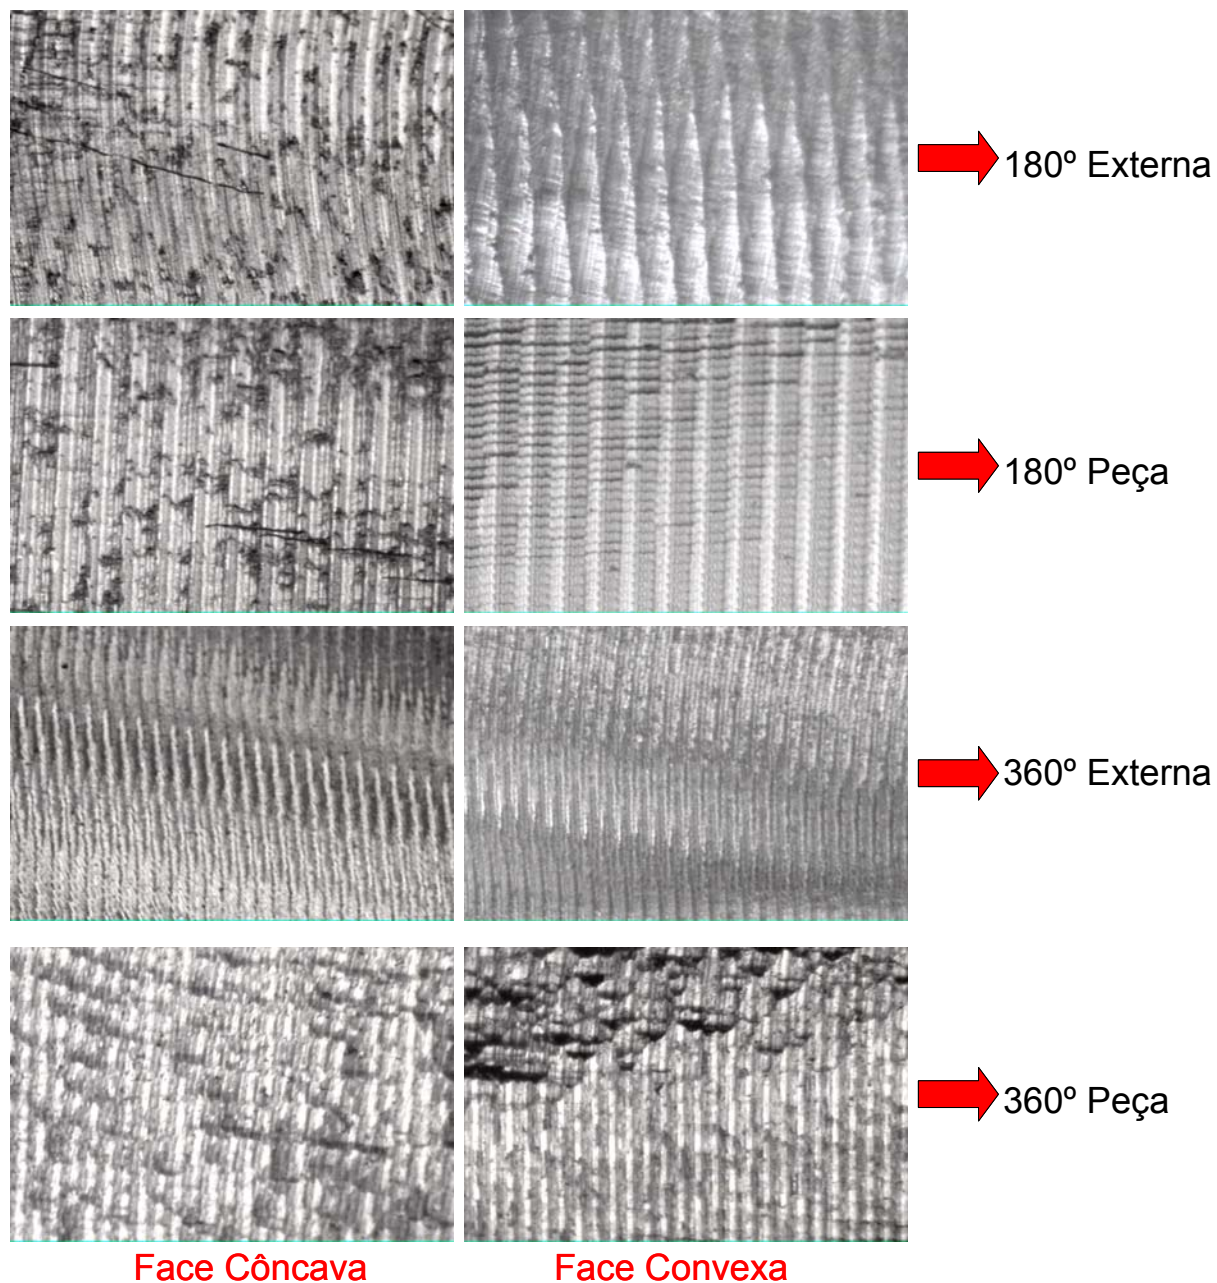 180º Externa
180º Peça
360º Externa
360º Peça
Face Côncava
Face Convexa